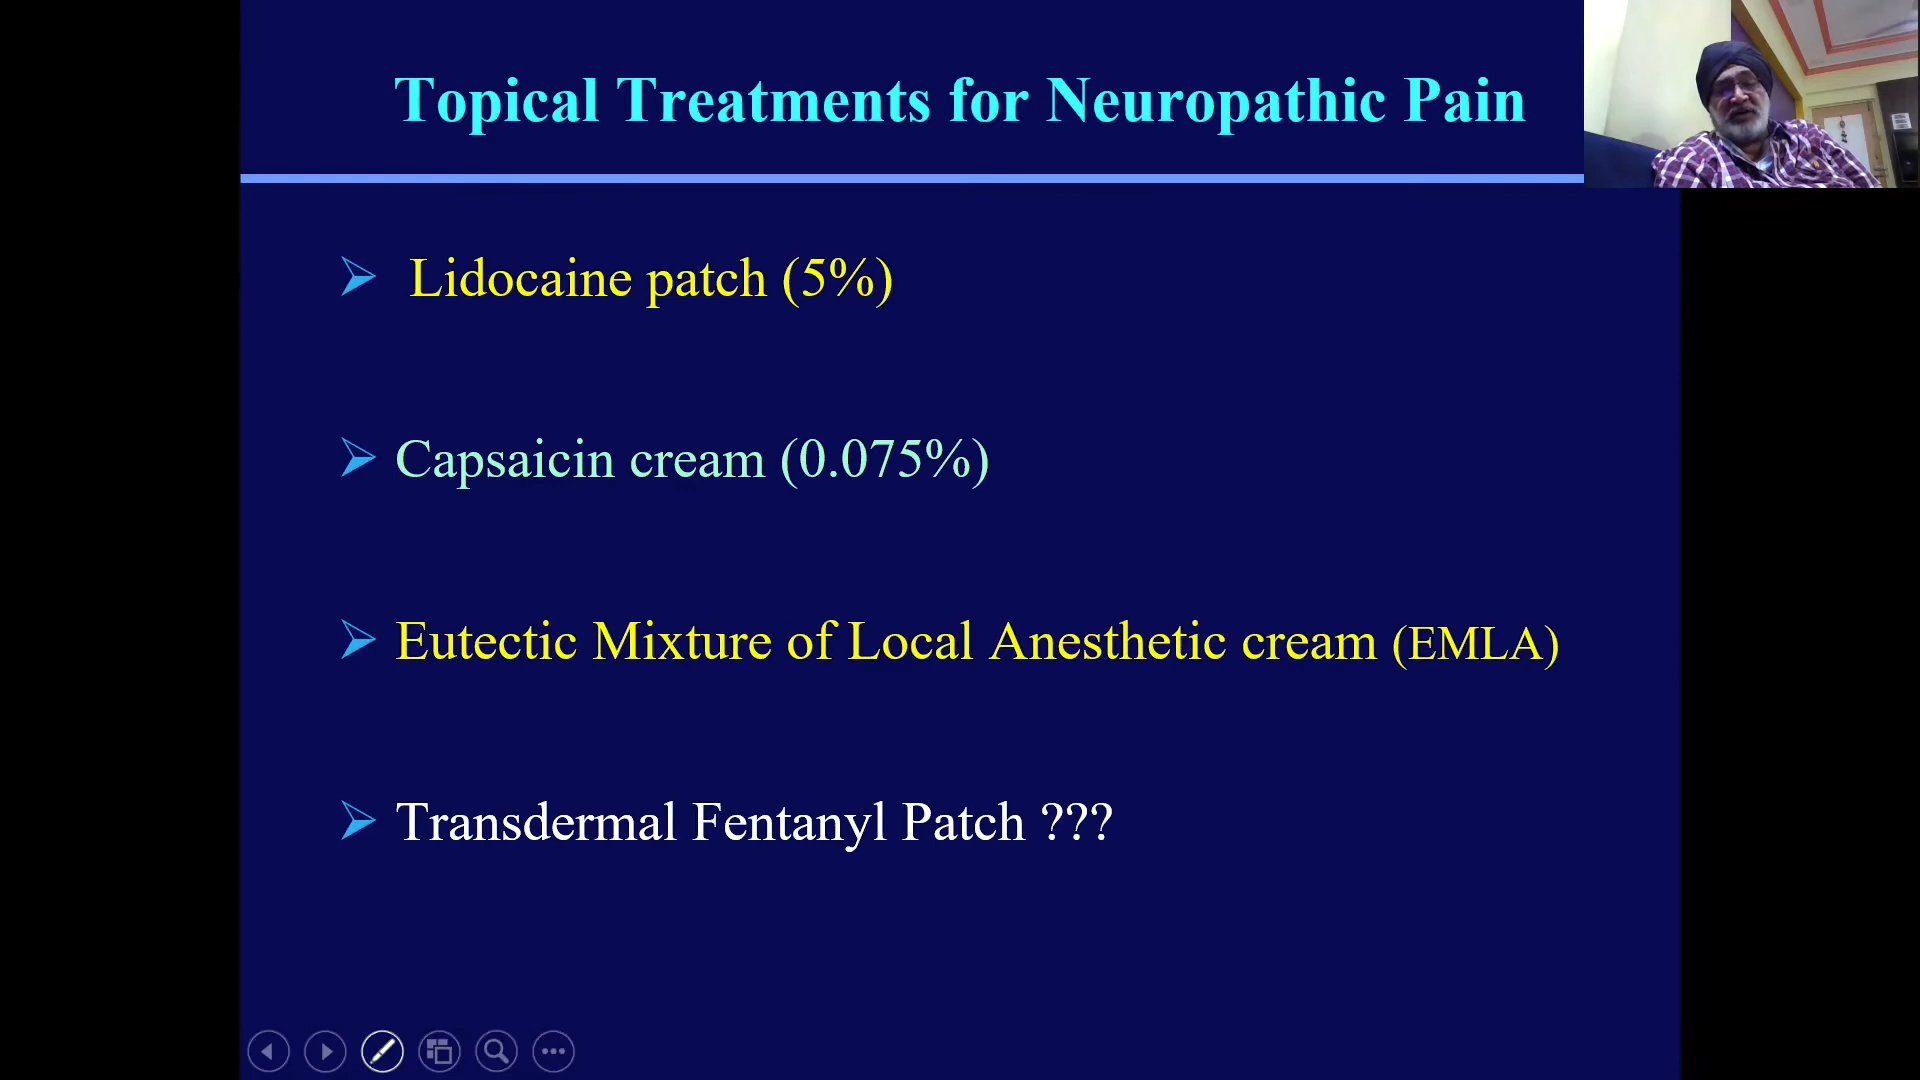 Topical Treatments for Neuropathic Pain
Lidocaine patch (5%)
Capsaicin cream (0.075%)
Eutectic Mixture of Local Anesthetic cream (EMLA)
Transdermal Fentanyl Patch ???